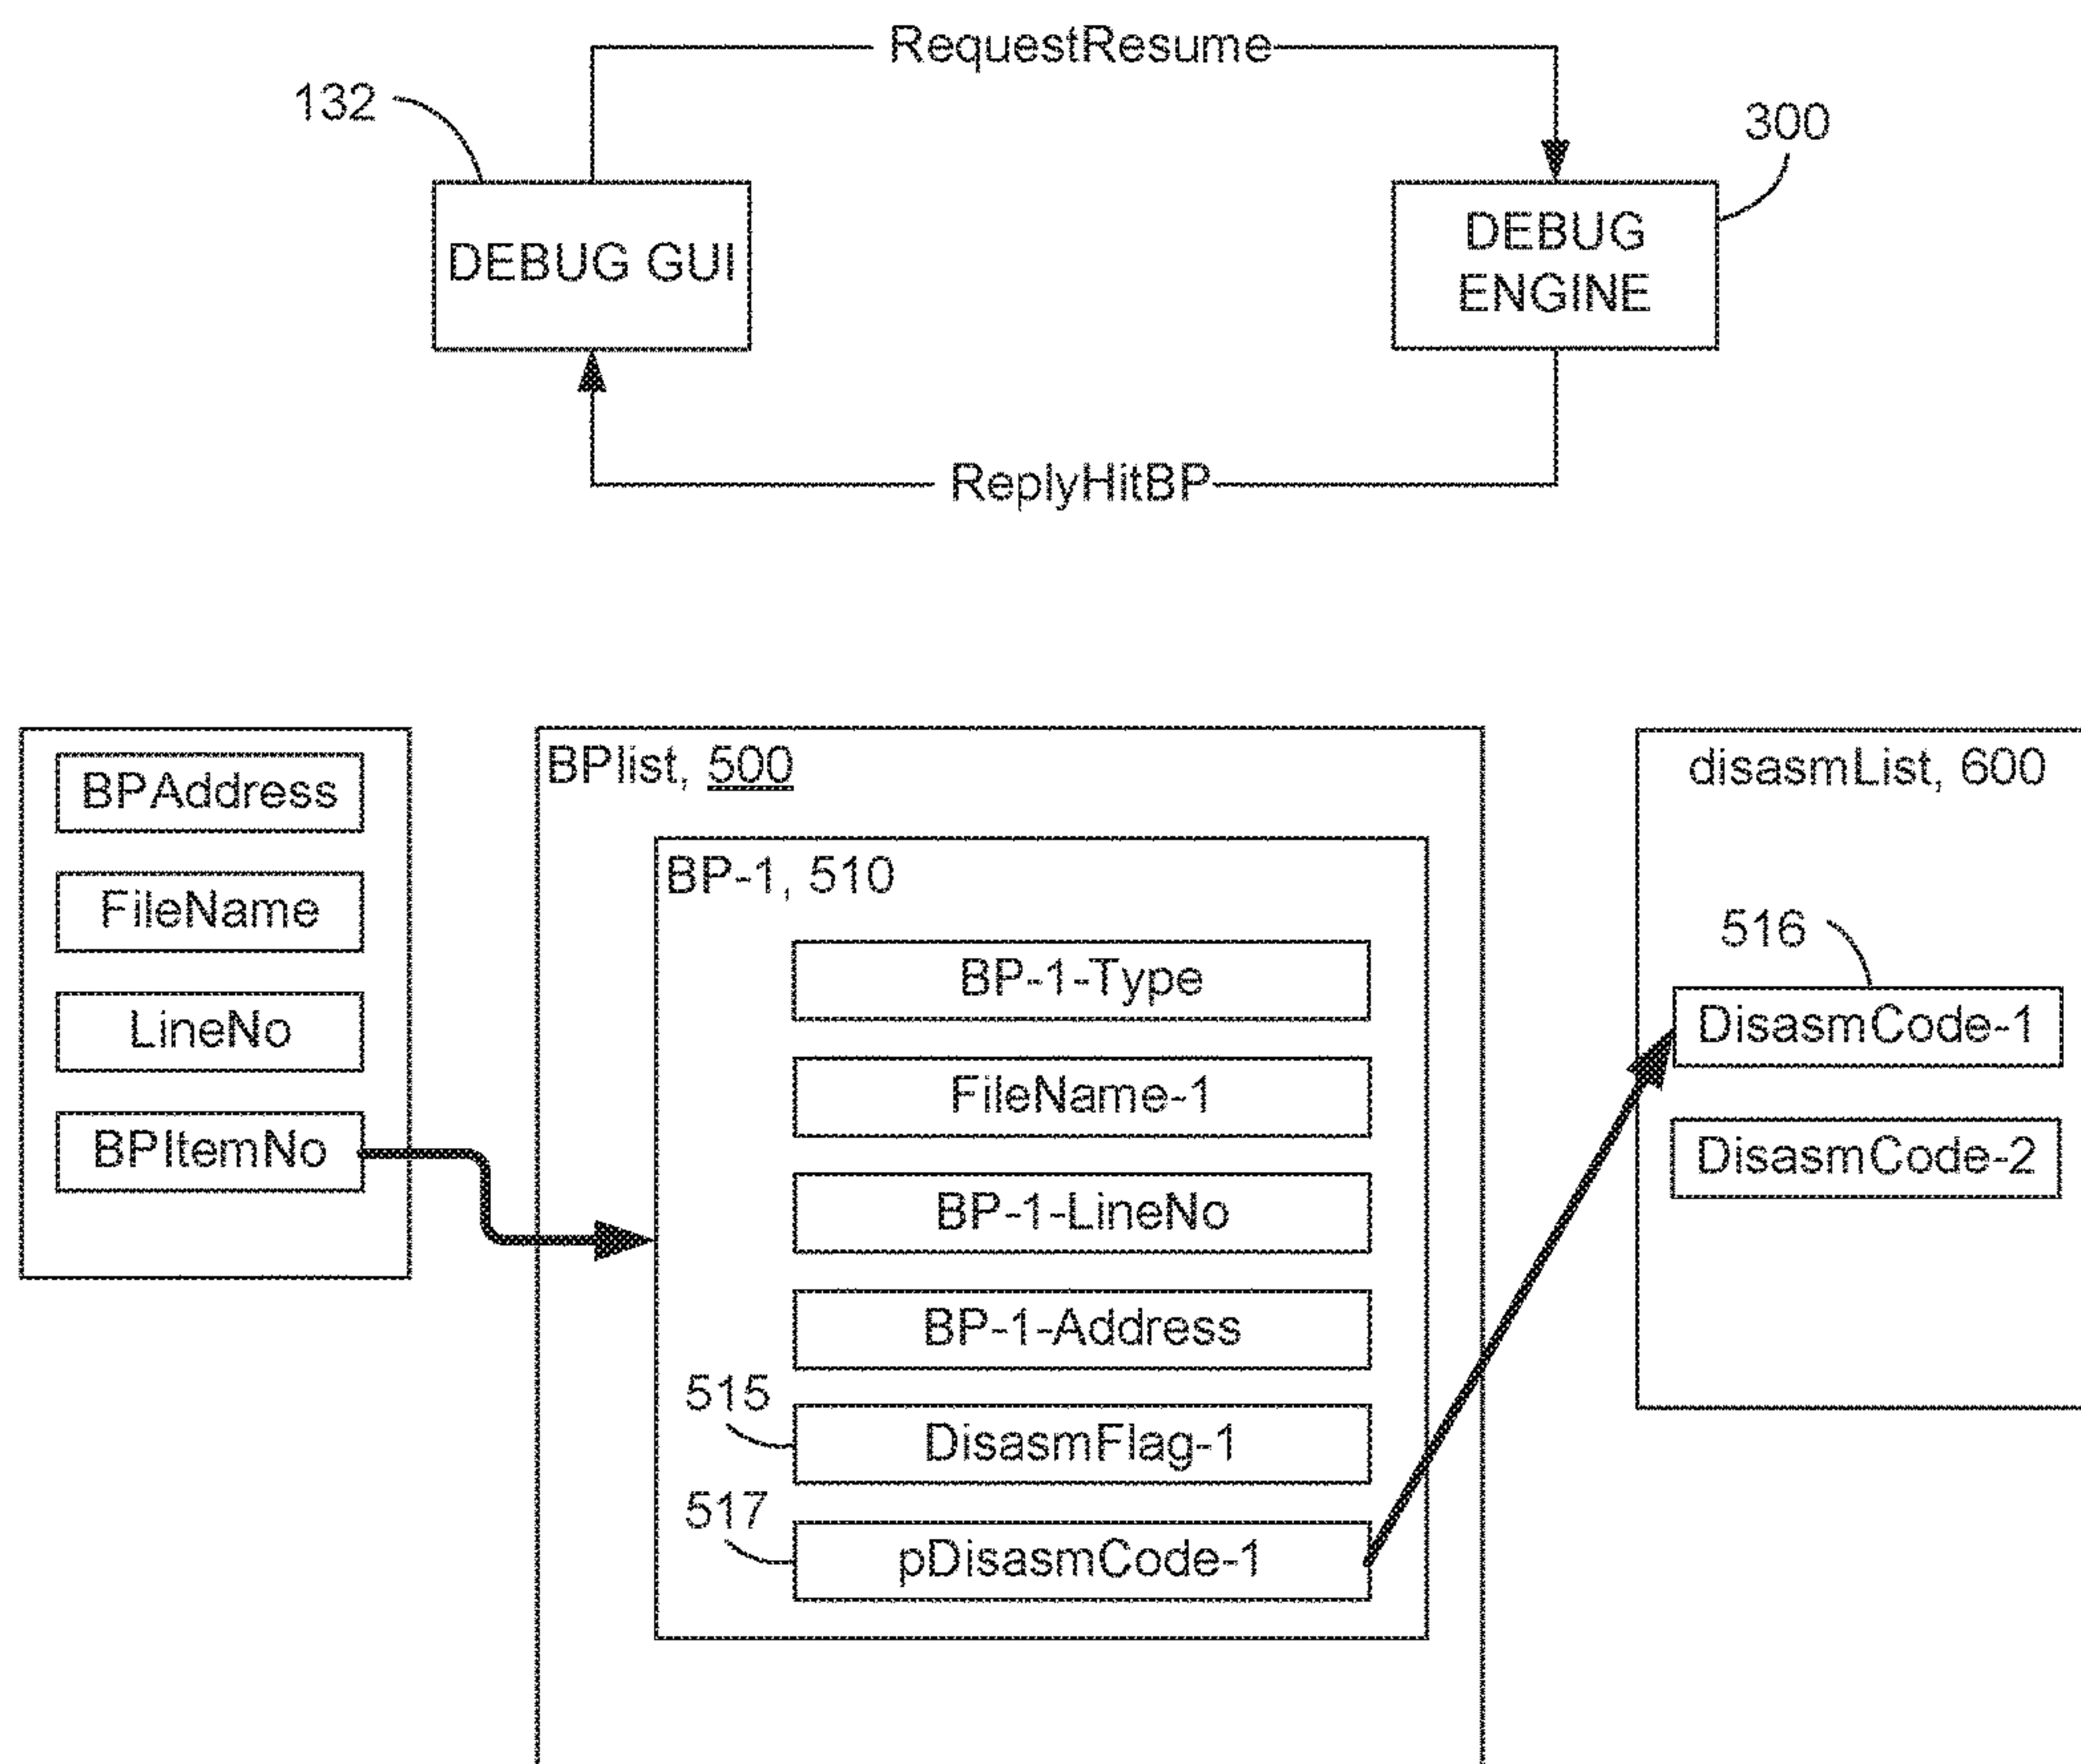 RequestResume
132
300
DEBUG GUI
DEBUG
ENGINE
ReplyHitBP
BPAddress
FileName
LineNo
BPItemNo
BPlist, 500
BP-1, 510
BP-1-Type
FileName-1
BP-1-LineNo
BP-1-Address
515
DisasmFlag-1
517
pDisasmCode-1
disasmList, 600
516
DisasmCode-1
DisasmCode-2